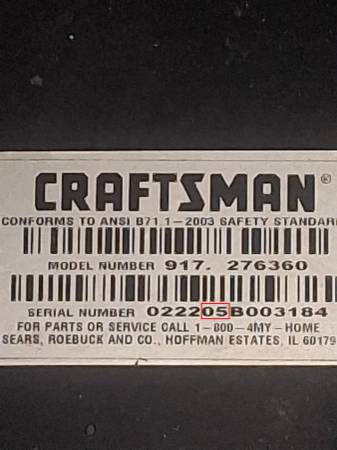 CRAFTSMAN®
CONFORMS TO ANSI B71 1-2003 SAFETY STANDAR
MODEL NUMBER 917. 276360
SERIAL NUMBER 022205B003184
FOR PARTS OR SERVICE CALL 1-800-4MY-HOME
SEARS, ROEBUCK AND CO., HOFFMAN ESTATES, IL 60179